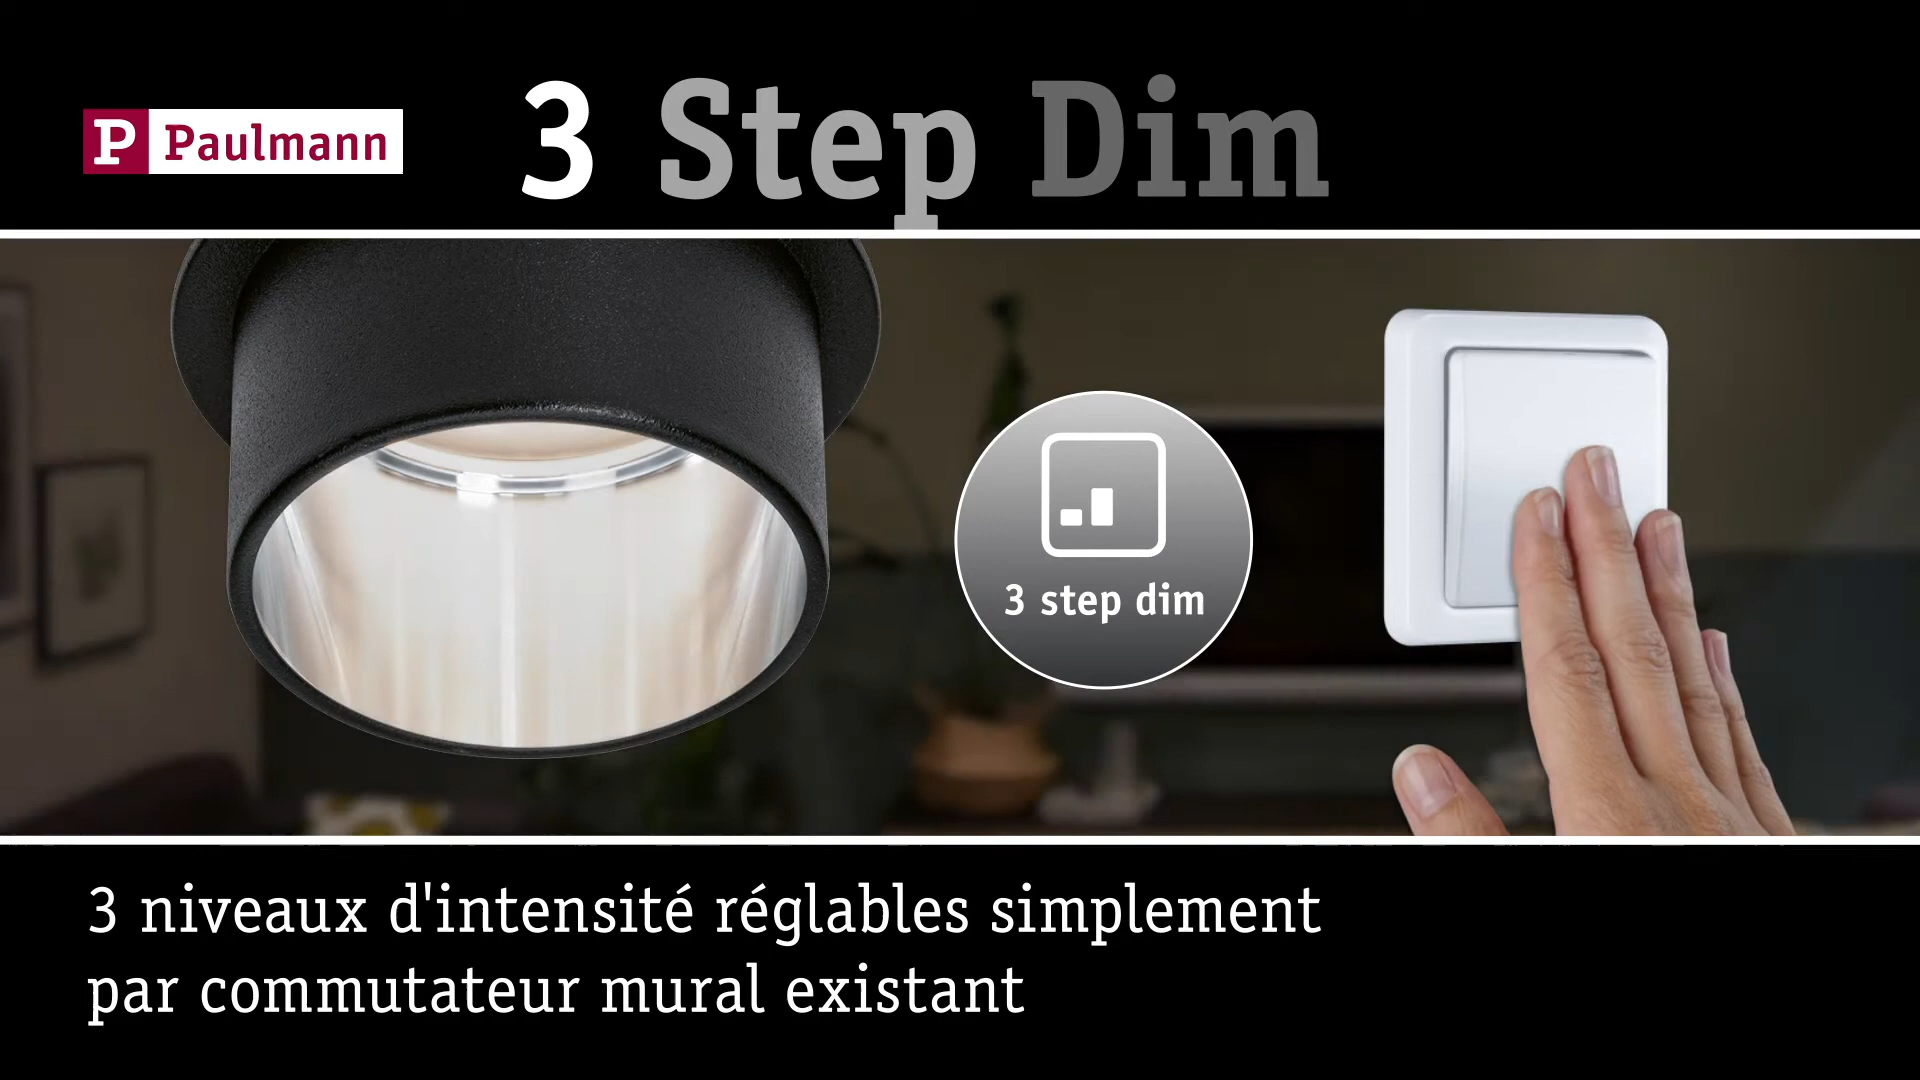 P Paulmann
3 Step Dim
3 step dim
3 niveaux d'intensité réglables simplement
par commutateur mural existant